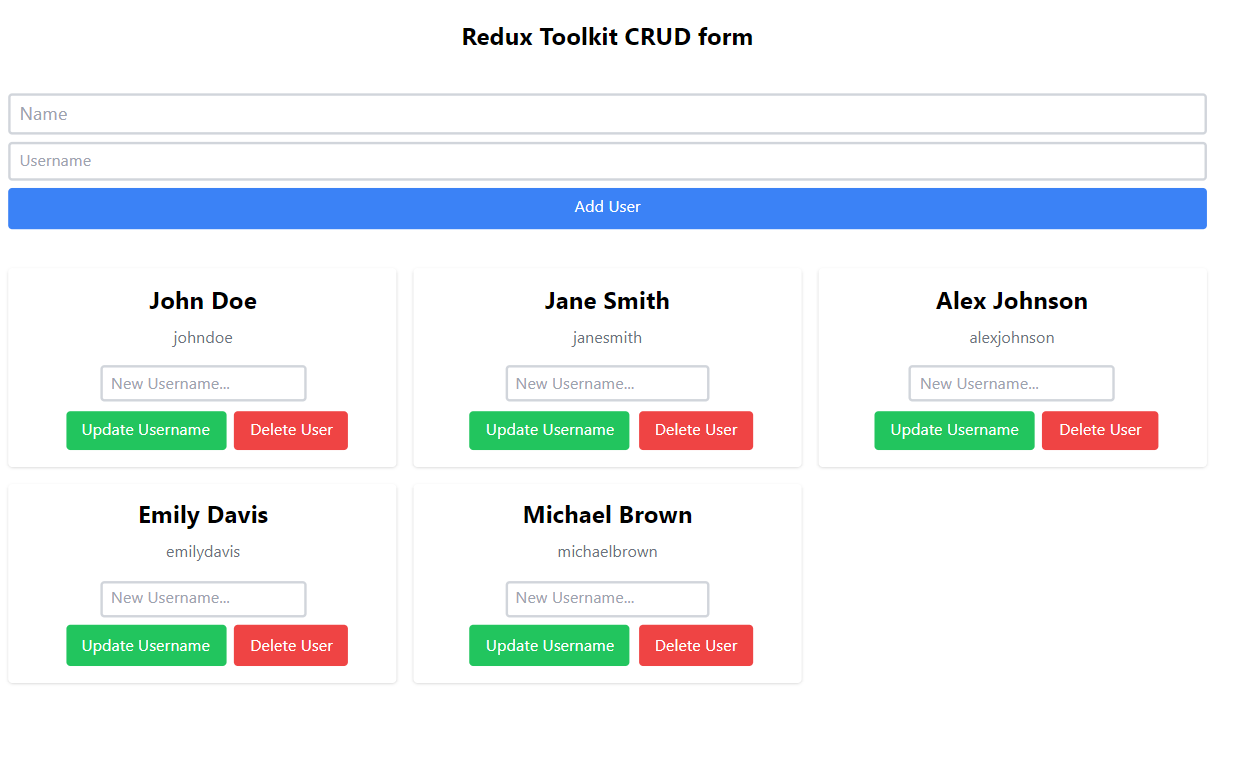 Redux Toolkit CRUD form
Name
Username
Add User
John Doe
johndoe
New Username...
Update Username
Delete User
Jane Smith
janesmith
New Username...
Update Username
Delete User
Alex Johnson
alexjohnson
New Username...
Update Username
Delete User
Emily Davis
emilydavis
New Username...
Update Username
Delete User
Michael Brown
michaelbrown
New Username...
Update Username
Delete User